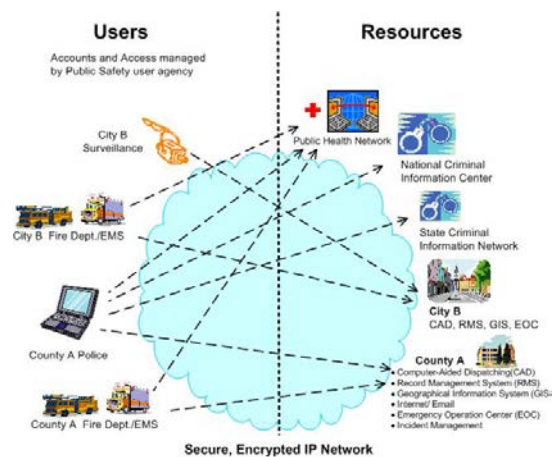 Users
Resources
Accounts and Access managed
by Public Safety user agency
City B
Surveillance
Public Health Network
National Criminal
Information Center
State Criminal
Information Network
City B Fire Dept./EMS
City B
CAD, RMS, GIS, EOC
County A Police
County A
• Computer-Aided Dispatching(CAD)
• Record Management System (RMS)
• Geographical Information System (GIS
• Internet/ Email
• Emergency Operation Center (EOC)
• Incident Management
County A Fire Dept./EMS
Secure, Encrypted IP Network